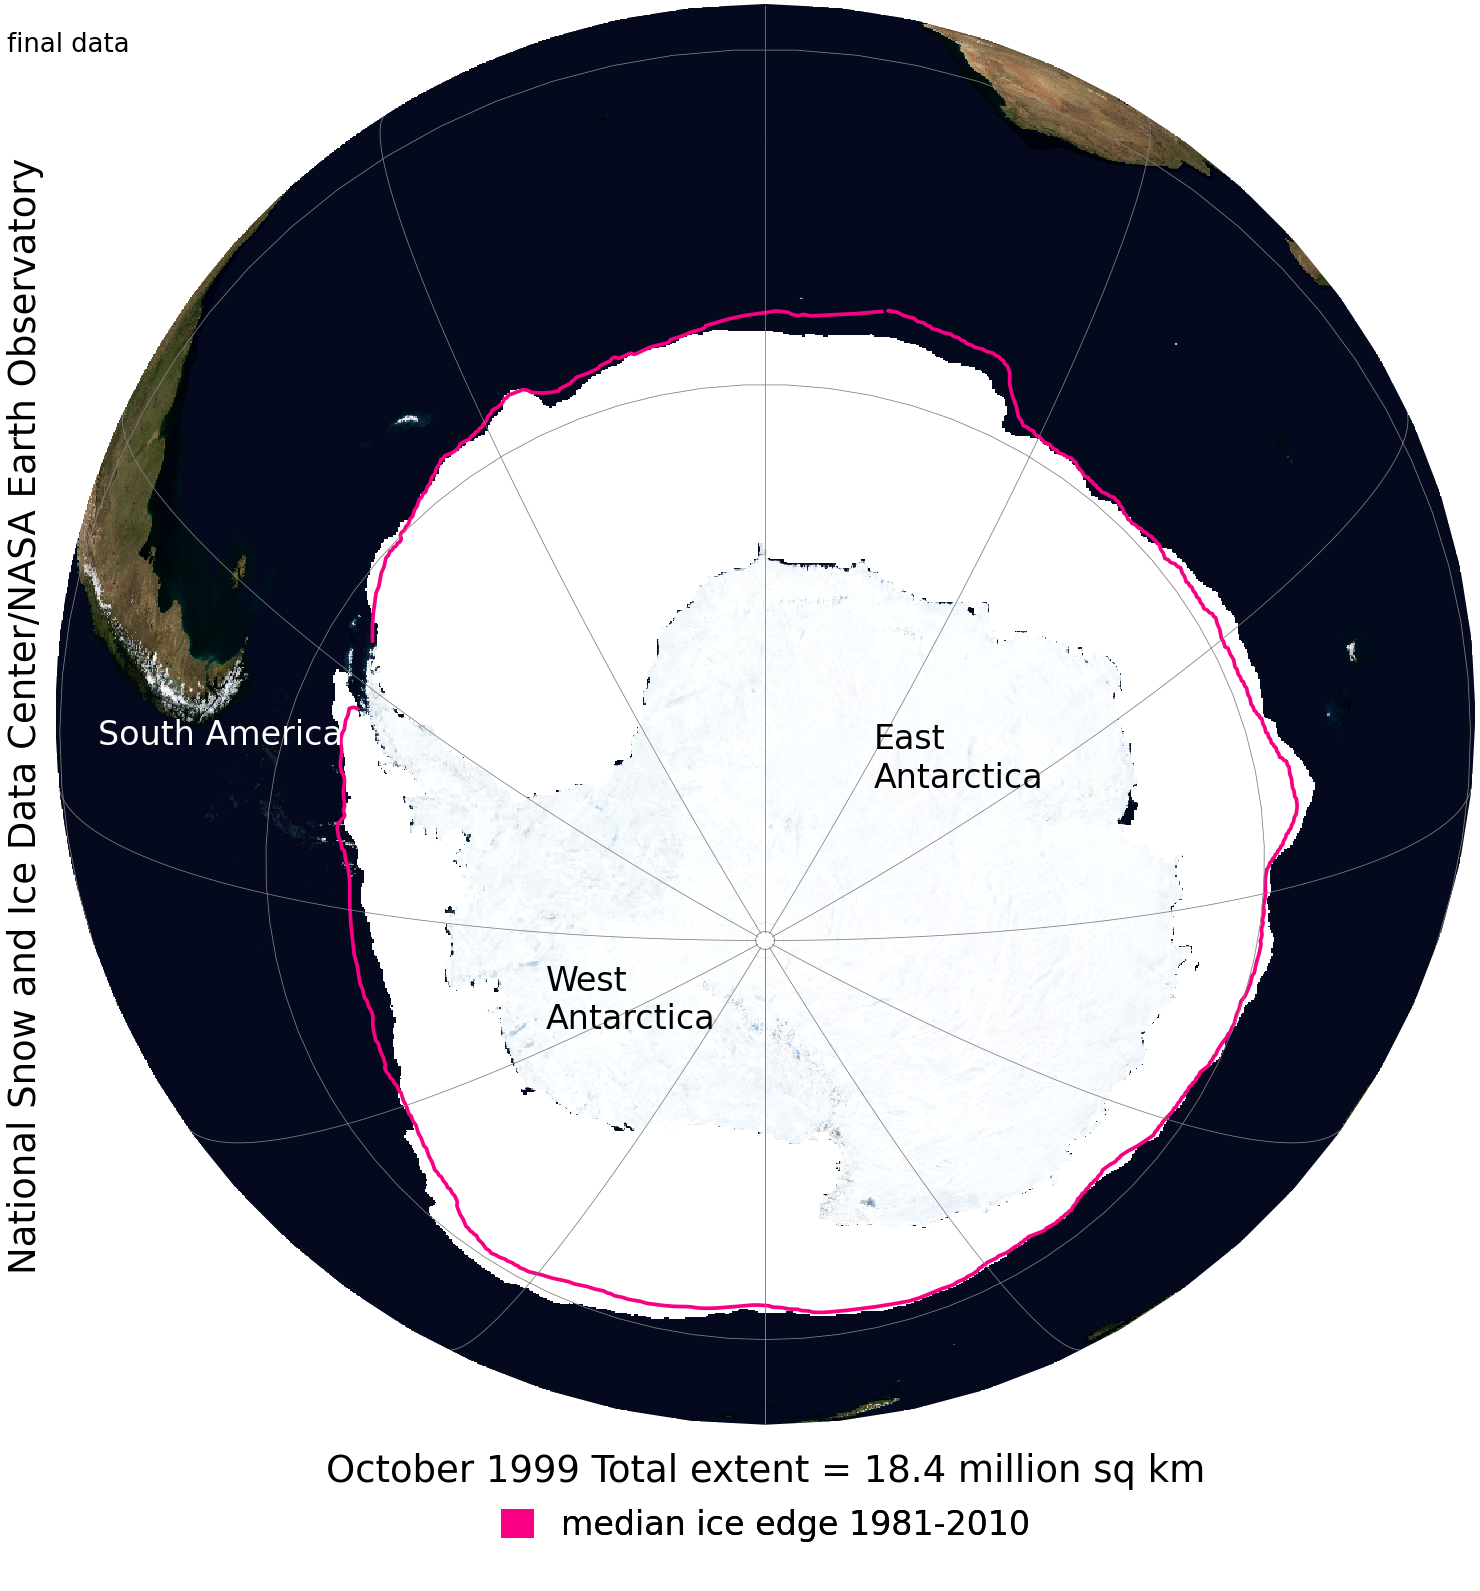 final data
National Snow and Ice Data Center/NASA Earth Observatory
South America
East
Antarctica
West
Antarctica
October 1999 Total extent = 18.4 million sq km
median ice edge 1981-2010